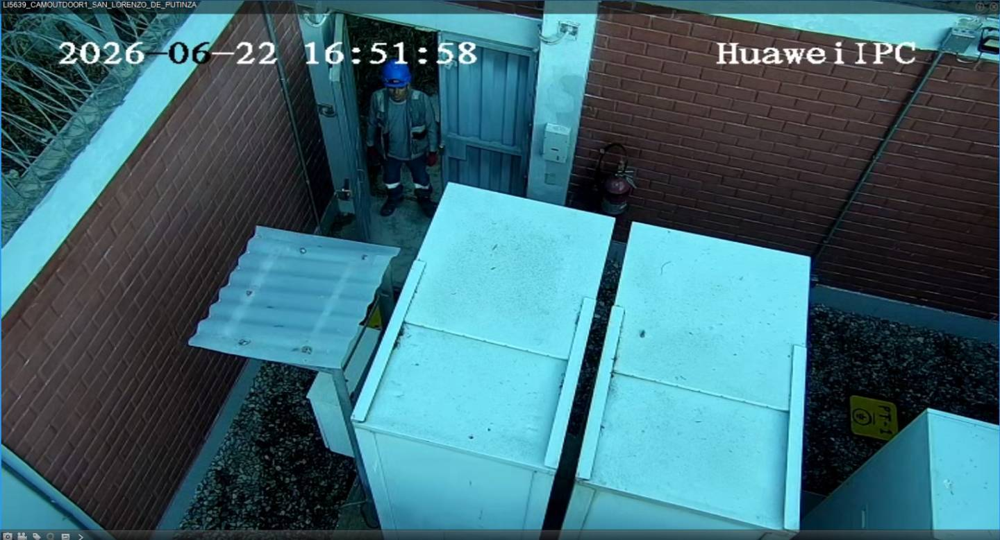 LI5639_CAMOUTDOOR1_SAN_LORENZO_DE_PUTINZA
2026-06-22 16:51:58
HuaweiIPC
PT-1